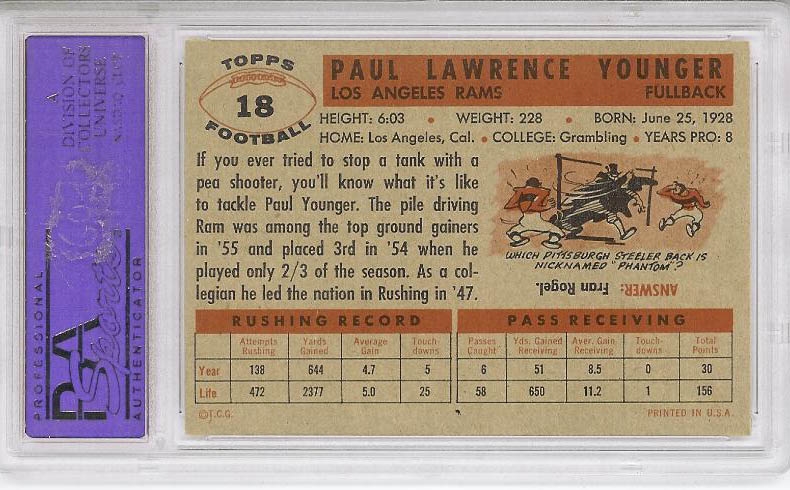 A
DIVISION OF
COLLECTORS
UNIVERSE
NASDAQ: CLCT
PROFESSIONAL
PSA
Sports
AUTHENTICATOR
TOPPS
18
FOOTBALL
PAUL LAWRENCE YOUNGER
LOS ANGELES RAMS FULLBACK
HEIGHT: 6:03 • WEIGHT: 228 • BORN: June 25, 1928
HOME: Los Angeles, Cal. • COLLEGE: Grambling • YEARS PRO: 8
If you ever tried to stop a tank with a
pea shooter, you'll know what it's like
to tackle Paul Younger. The pile driving
Ram was among the top ground gainers
in '55 and placed 3rd in '54 when he
played only 2/3 of the season. As a col-
legian he led the nation in Rushing in '47.
WHICH PITTSBURGH STEELER BACK IS
NICKNAMED "PHANTOM"?
ANSWER: Fran Rogel.
RUSHING RECORD PASS RECEIVING
Attempts Rushing Yards Gained Average Gain Touch-downs Passes Caught Yds. Gained Receiving Aver. Gain Receiving Touch-downs Total Points
Year 138 644 4.7 5 6 51 8.5 0 30
Life 472 2377 5.0 25 58 650 11.2 1 156
©T.C.G. PRINTED IN U.S.A.